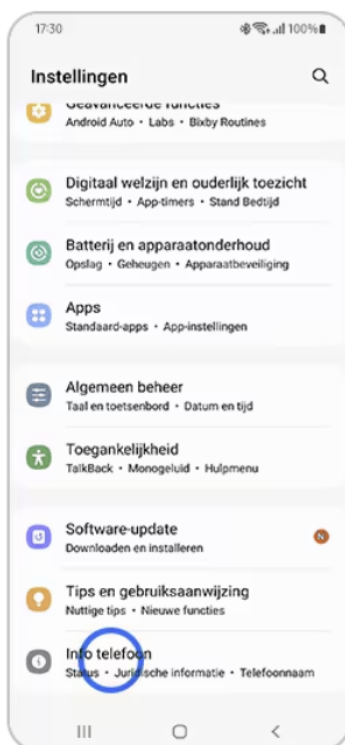 17:30 100%
Instellingen
Geavanceerde functies
Android Auto • Labs • Bixby Routines
Digitaal welzijn en ouderlijk toezicht
Schermtijd • App-timers • Stand Bedtijd
Batterij en apparaatonderhoud
Opslag • Geheugen • Apparaatbeveiliging
Apps
Standaard-apps • App-instellingen
Algemeen beheer
Taal en toetsenbord • Datum en tijd
Toegankelijkheid
TalkBack • Monogeluid • Hulpmenu
Software-update N
Downloaden en installeren
Tips en gebruiksaanwijzing
Nuttige tips • Nieuwe functies
Info telefoon
Status • Juridische informatie • Telefoonnaam